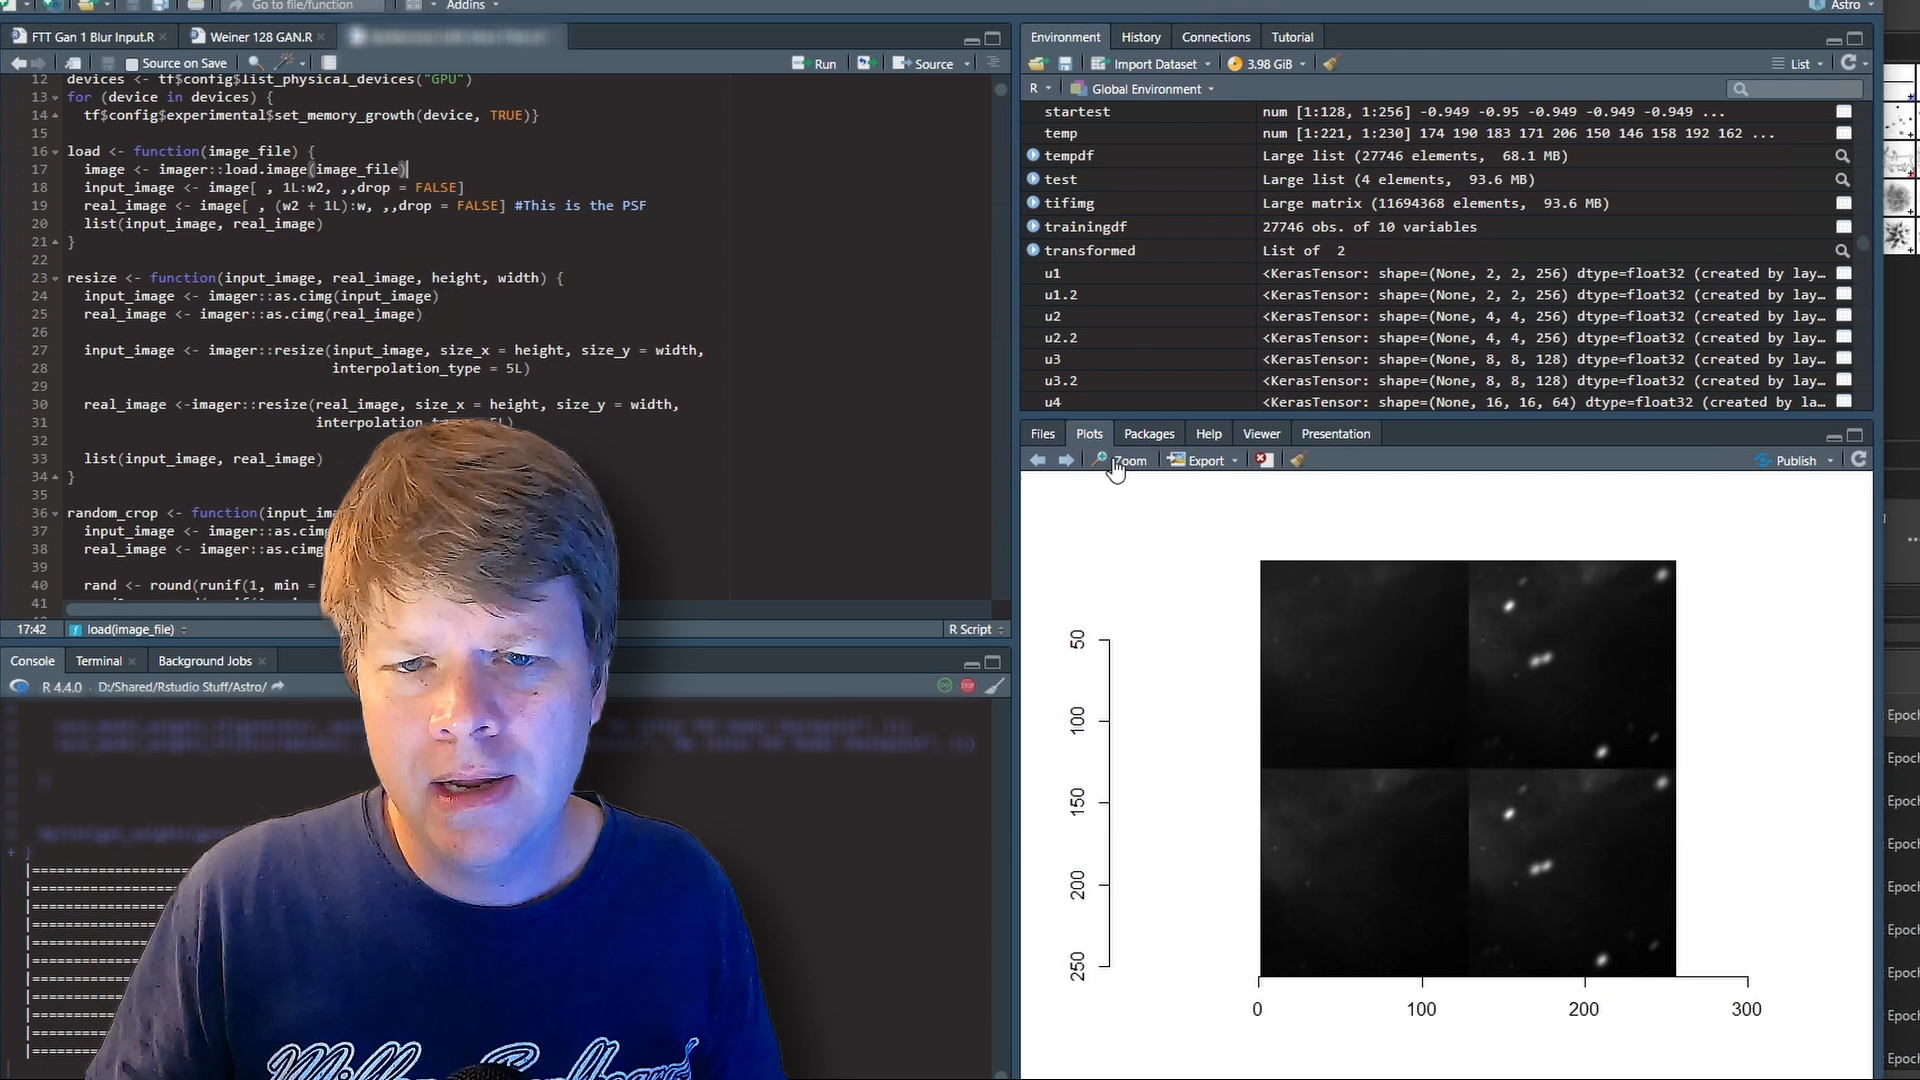 Go to file/function
Addins
Astro
FTT Gan 1 Blur Input.R
Weiner 128 GAN.R
Source on Save
Run
Source
12 devices <- tf$config$list_physical_devices("GPU")
13 for (device in devices) {
14 tf$config$experimental$set_memory_growth(device, TRUE)}
15
16 load <- function(image_file) {
17 image <- imager::load.image(image_file)
18 input_image <- image[ , 1L:w2, ,,drop = FALSE]
19 real_image <- image[ , (w2 + 1L):w, ,,drop = FALSE] #This is the PSF
20 list(input_image, real_image)
21 }
22
23 resize <- function(input_image, real_image, height, width) {
24 input_image <- imager::as.cimg(input_image)
25 real_image <- imager::as.cimg(real_image)
26
27 input_image <- imager::resize(input_image, size_x = height, size_y = width,
28 interpolation_type = 5L)
29
30 real_image <-imager::resize(real_image, size_x = height, size_y = width,
31 interpolation_t
32
33 list(input_image, real_image)
34 }
35
36 random_crop <- function(input_im
37 input_image <- imager::as.cimg
38 real_image <- imager::as.cimg
39
40 rand <- round(runif(1, min =
41
17:42 load(image_file) R Script
Console Terminal Background Jobs
R 4.4.0 D:/Shared/Rstudio Stuff/Astro/
+ }
|===================
|===================
|===================
|===================
|===================
|===================
|===================
|===================
|===================
|===================
|===================
Environment History Connections Tutorial
Import Dataset 3.98 GiB List
R Global Environment
startest num [1:128, 1:256] -0.949 -0.95 -0.949 -0.949 -0.949 ...
temp num [1:221, 1:230] 174 190 183 171 206 150 146 158 192 162 ...
tempdf Large list (27746 elements, 68.1 MB)
test Large list (4 elements, 93.6 MB)
tifimg Large matrix (11694368 elements, 93.6 MB)
trainingdf 27746 obs. of 10 variables
transformed List of 2
u1 <KerasTensor: shape=(None, 2, 2, 256) dtype=float32 (created by lay…
u1.2 <KerasTensor: shape=(None, 2, 2, 256) dtype=float32 (created by lay…
u2 <KerasTensor: shape=(None, 4, 4, 256) dtype=float32 (created by lay…
u2.2 <KerasTensor: shape=(None, 4, 4, 256) dtype=float32 (created by lay…
u3 <KerasTensor: shape=(None, 8, 8, 128) dtype=float32 (created by lay…
u3.2 <KerasTensor: shape=(None, 8, 8, 128) dtype=float32 (created by lay…
u4 <KerasTensor: shape=(None, 16, 16, 64) dtype=float32 (created by la…
Files Plots Packages Help Viewer Presentation
Zoom Export Publish
50
100
150
200
250
0 100 200 300
Epoch
Epoch
Epoch
Epoch
Epoch
Epoch
Epoch
Epoch
Epoch